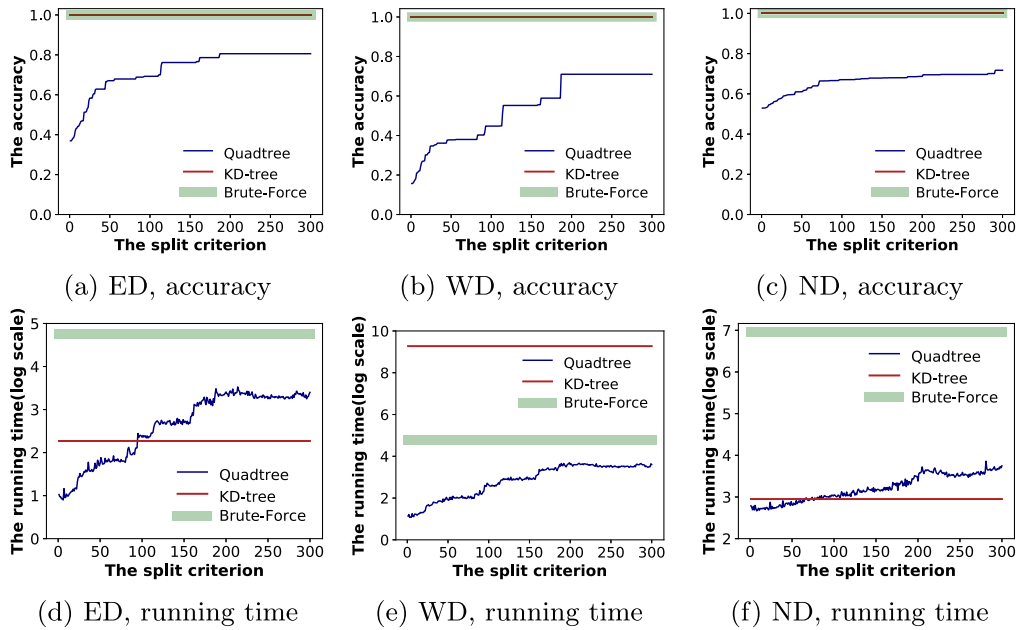 The accuracy
1.0
0.8
0.6
0.4
0.2
0.0
Quadtree
KD-tree
Brute-Force
0 50 100 150 200 250 300
The split criterion
(a) ED, accuracy
The accuracy
1.0
0.8
0.6
0.4
0.2
0.0
Quadtree
KD-tree
Brute-Force
0 50 100 150 200 250 300
The split criterion
(b) WD, accuracy
The accuracy
1.0
0.8
0.6
0.4
0.2
0.0
Quadtree
KD-tree
Brute-Force
0 50 100 150 200 250 300
The split criterion
(c) ND, accuracy
The running time(log scale)
5
4
3
2
1
0
Quadtree
KD-tree
Brute-Force
0 50 100 150 200 250 300
The split criterion
(d) ED, running time
The running time(log scale)
10
8
6
4
2
0
Quadtree
KD-tree
Brute-Force
0 50 100 150 200 250 300
The split criterion
(e) WD, running time
The running time(log scale)
7
6
5
4
3
2
Quadtree
KD-tree
Brute-Force
0 50 100 150 200 250 300
The split criterion
(f) ND, running time